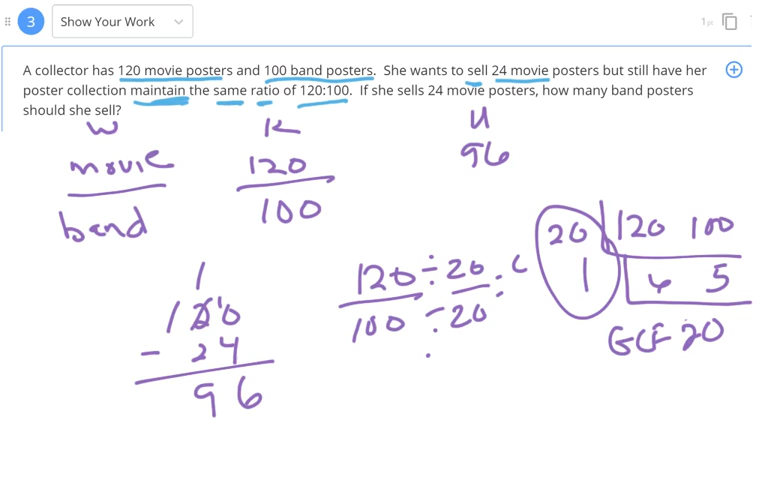 3 Show Your Work 1pt
A collector has 120 movie posters and 100 band posters. She wants to sell 24 movie posters but still have her
poster collection maintain the same ratio of 120:100. If she sells 24 movie posters, how many band posters
should she sell?
W K U
movie 120 96
band 100
20 120 100
1 6 5
GCF 20
120 ÷ 20
100 ÷ 20
1
120
- 24
96